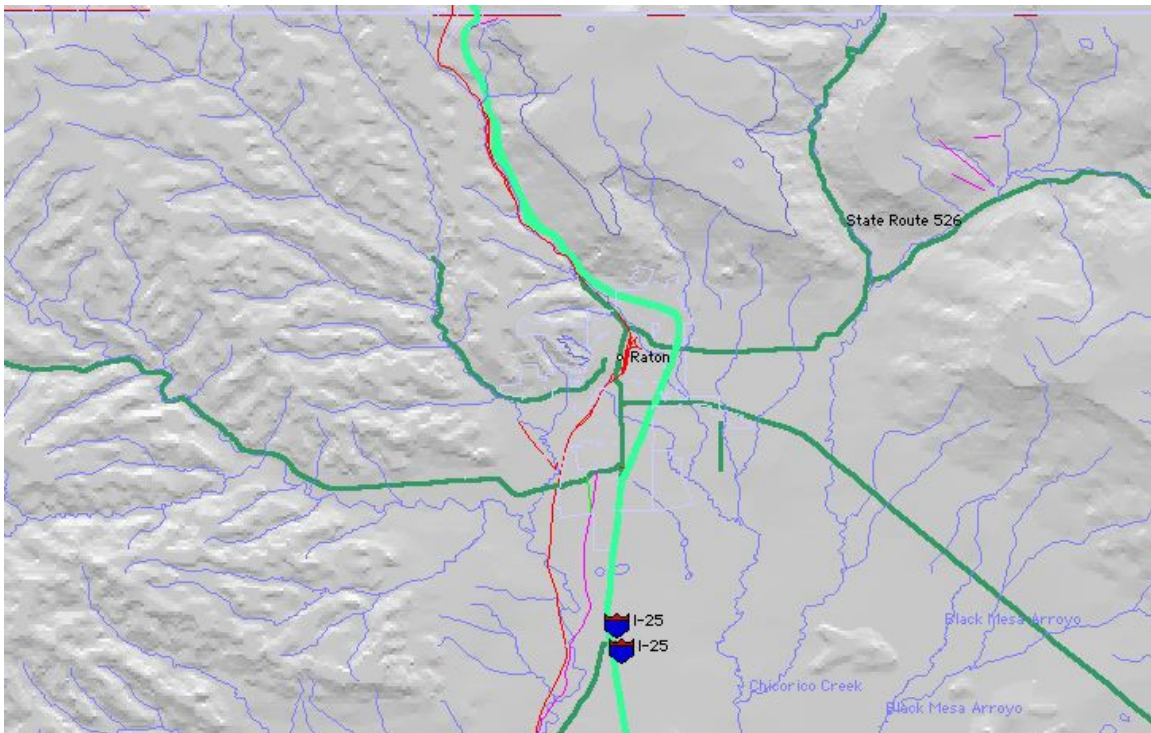 State Route 526
Raton
I-25
I-25
Black Mesa Arroyo
Chicorico Creek
Black Mesa Arroyo